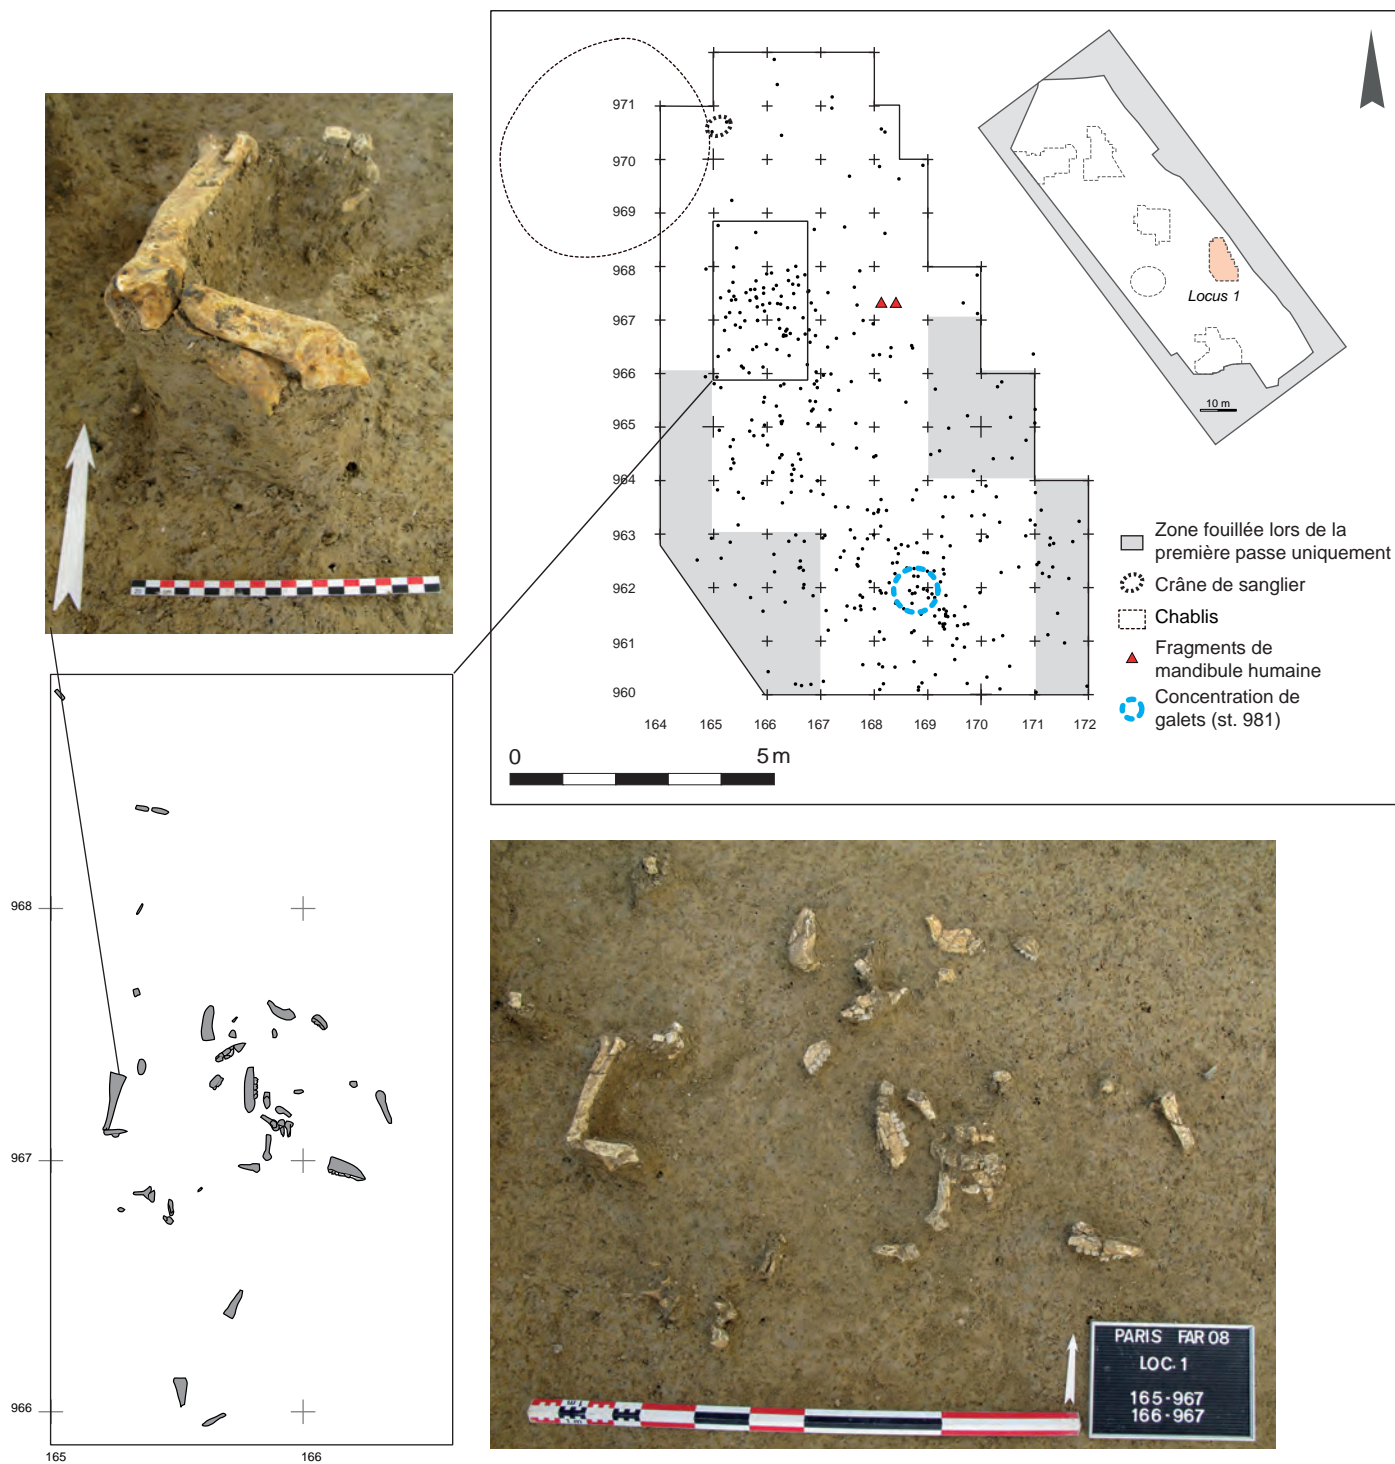 971
970
969
968
967
966
965
964
963
962
961
960
164 165 166 167 168 169 170 171 172
0 5 m
Locus 1
10 m
Zone fouillée lors de la
première passe uniquement
Crâne de sanglier
Chablis
Fragments de
mandibule humaine
Concentration de
galets (st. 981)
968
967
966
165 166
PARIS FAR 08
LOC. 1
165-967
166-967